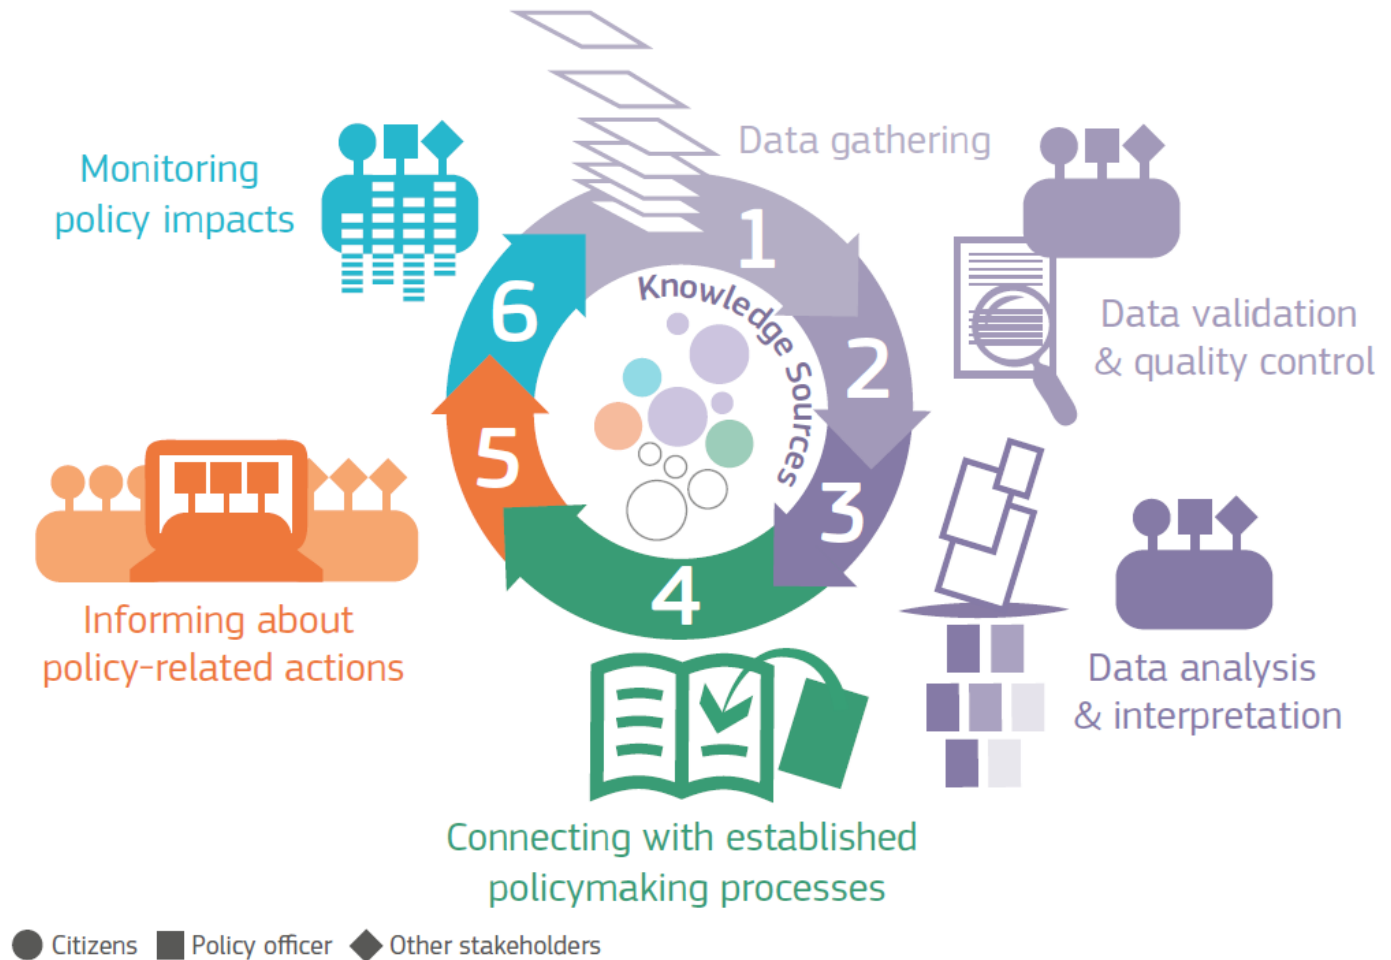 Data gathering
1
Data validation
& quality control
2
Data analysis
& interpretation
3
Connecting with established
policymaking processes
4
Informing about
policy-related actions
5
Monitoring
policy impacts
6
Knowledge Sources
Citizens
Policy officer
Other stakeholders